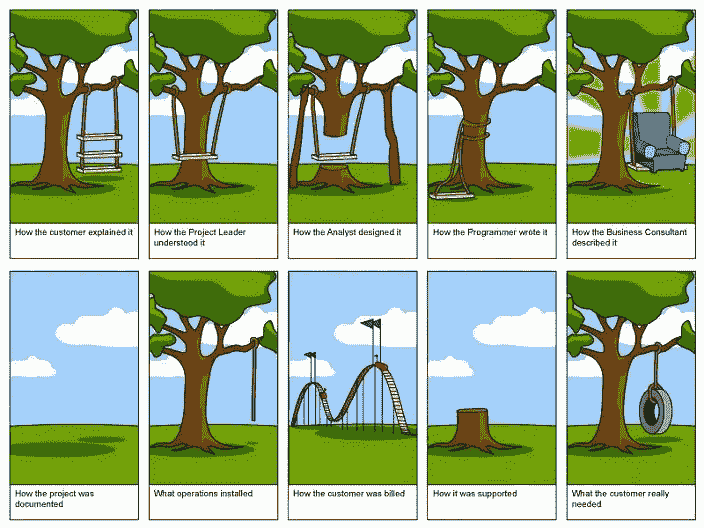 How the customer explained it
How the Project Leader
understood it
How the Analyst designed it
How the Programmer wrote it
How the Business Consultant
described it
How the project was
documented
What operations installed
How the customer was billed
How it was supported
What the customer really
needed